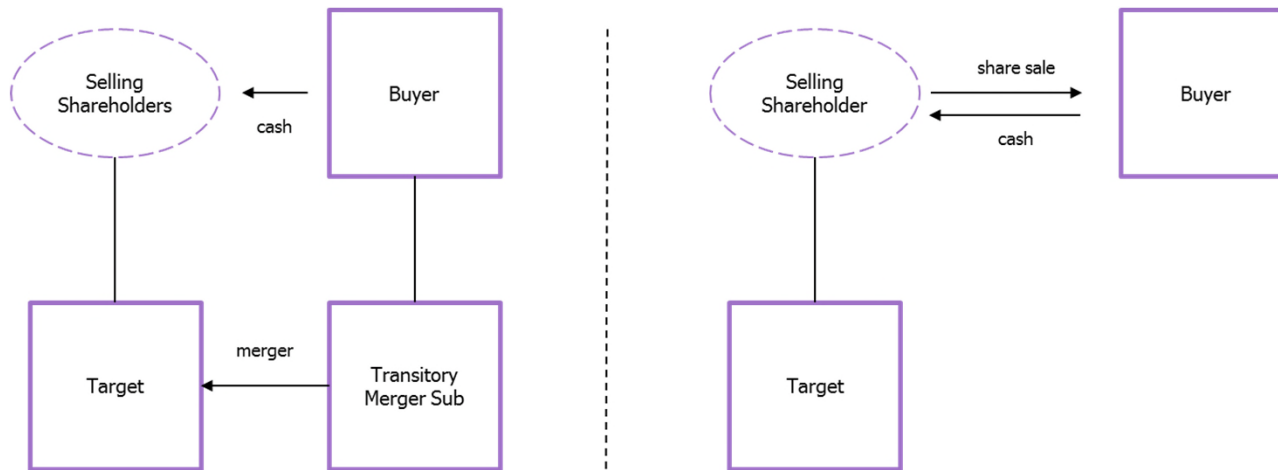 Selling
Shareholders
cash
Buyer
Target
merger
Transitory
Merger Sub
Selling
Shareholder
share sale
cash
Buyer
Target